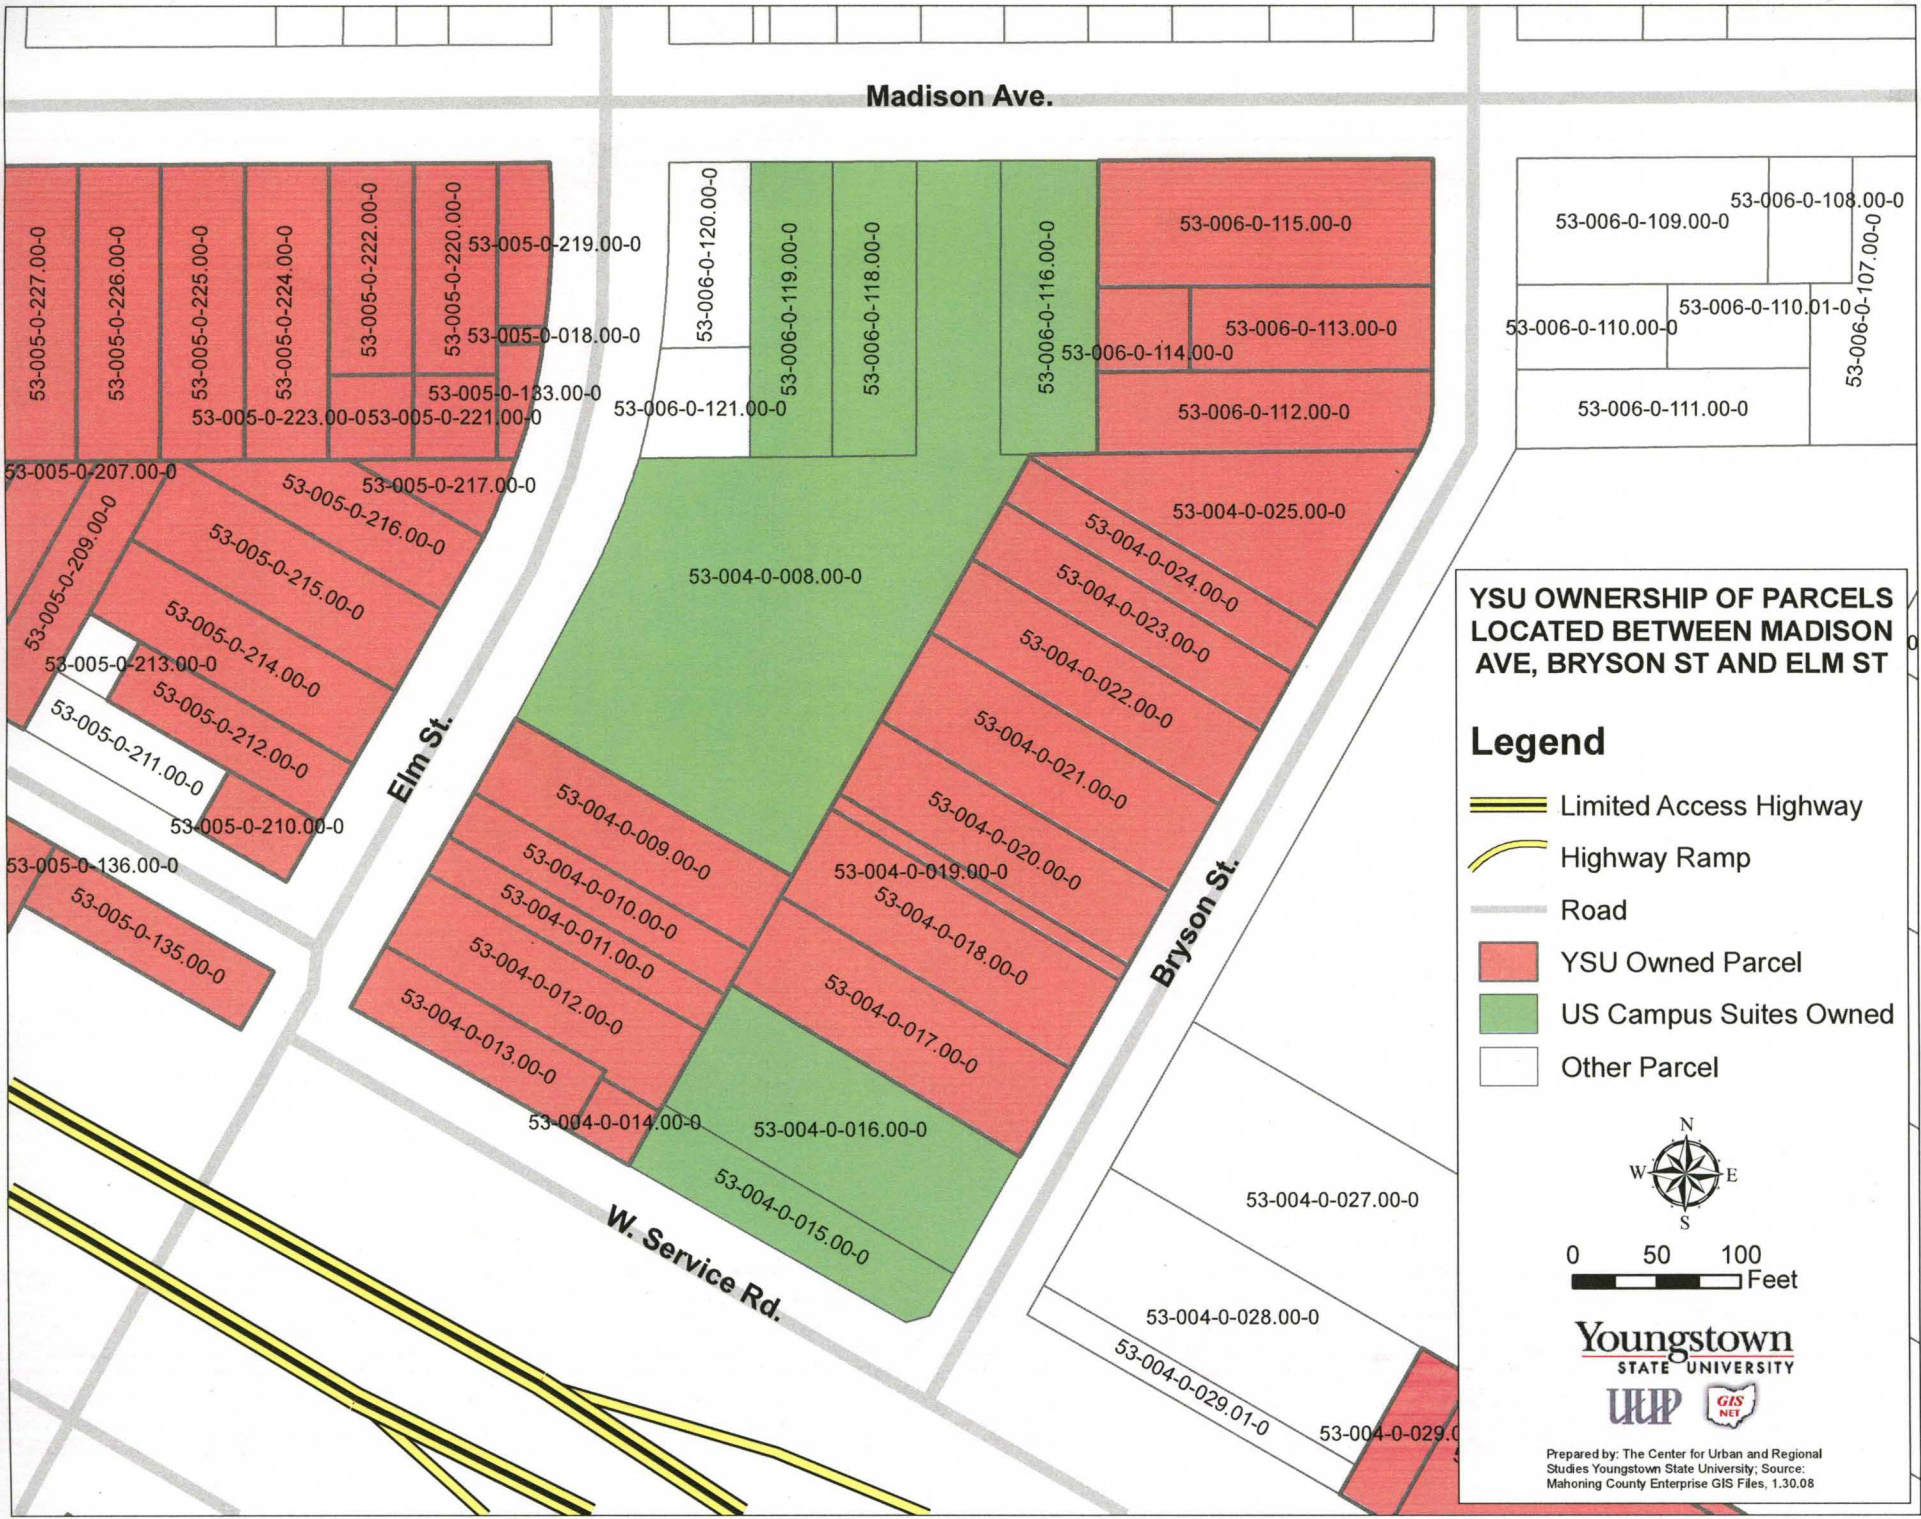 Madison Ave.
53-005-0-227.00-0
53-005-0-226.00-0
53-005-0-225.00-0
53-005-0-224.00-0
53-005-0-222.00-0
53-005-0-220.00-0
53-005-0-219.00-0
53-005-0-018.00-0
53-005-0-133.00-0
53-005-0-223.00-0
53-005-0-221.00-0
53-006-0-120.00-0
53-006-0-121.00-0
53-006-0-119.00-0
53-006-0-118.00-0
53-006-0-116.00-0
53-006-0-115.00-0
53-006-0-113.00-0
53-006-0-114.00-0
53-006-0-112.00-0
53-006-0-109.00-0
53-006-0-108.00-0
53-006-0-107.00-0
53-006-0-110.00-0
53-006-0-110.01-0
53-006-0-111.00-0
53-005-0-207.00-0
53-005-0-209.00-0
53-005-0-217.00-0
53-005-0-216.00-0
53-005-0-215.00-0
53-005-0-214.00-0
53-005-0-213.00-0
53-005-0-212.00-0
53-005-0-211.00-0
53-005-0-210.00-0
53-005-0-136.00-0
53-005-0-135.00-0
Elm St.
53-004-0-008.00-0
53-004-0-025.00-0
53-004-0-024.00-0
53-004-0-023.00-0
53-004-0-022.00-0
53-004-0-021.00-0
53-004-0-020.00-0
53-004-0-019.00-0
53-004-0-018.00-0
53-004-0-017.00-0
53-004-0-009.00-0
53-004-0-010.00-0
53-004-0-011.00-0
53-004-0-012.00-0
53-004-0-013.00-0
53-004-0-014.00-0
53-004-0-016.00-0
53-004-0-015.00-0
Bryson St.
W. Service Rd.
53-004-0-027.00-0
53-004-0-028.00-0
53-004-0-029.01-0
53-004-0-029.0
YSU OWNERSHIP OF PARCELS
LOCATED BETWEEN MADISON
AVE, BRYSON ST AND ELM ST
Legend
Limited Access Highway
Highway Ramp
Road
YSU Owned Parcel
US Campus Suites Owned
Other Parcel
N
W E
S
0 50 100
Feet
Youngstown
STATE UNIVERSITY
UUP
GIS
NET
Prepared by: The Center for Urban and Regional
Studies Youngstown State University; Source:
Mahoning County Enterprise GIS Files, 1.30.08